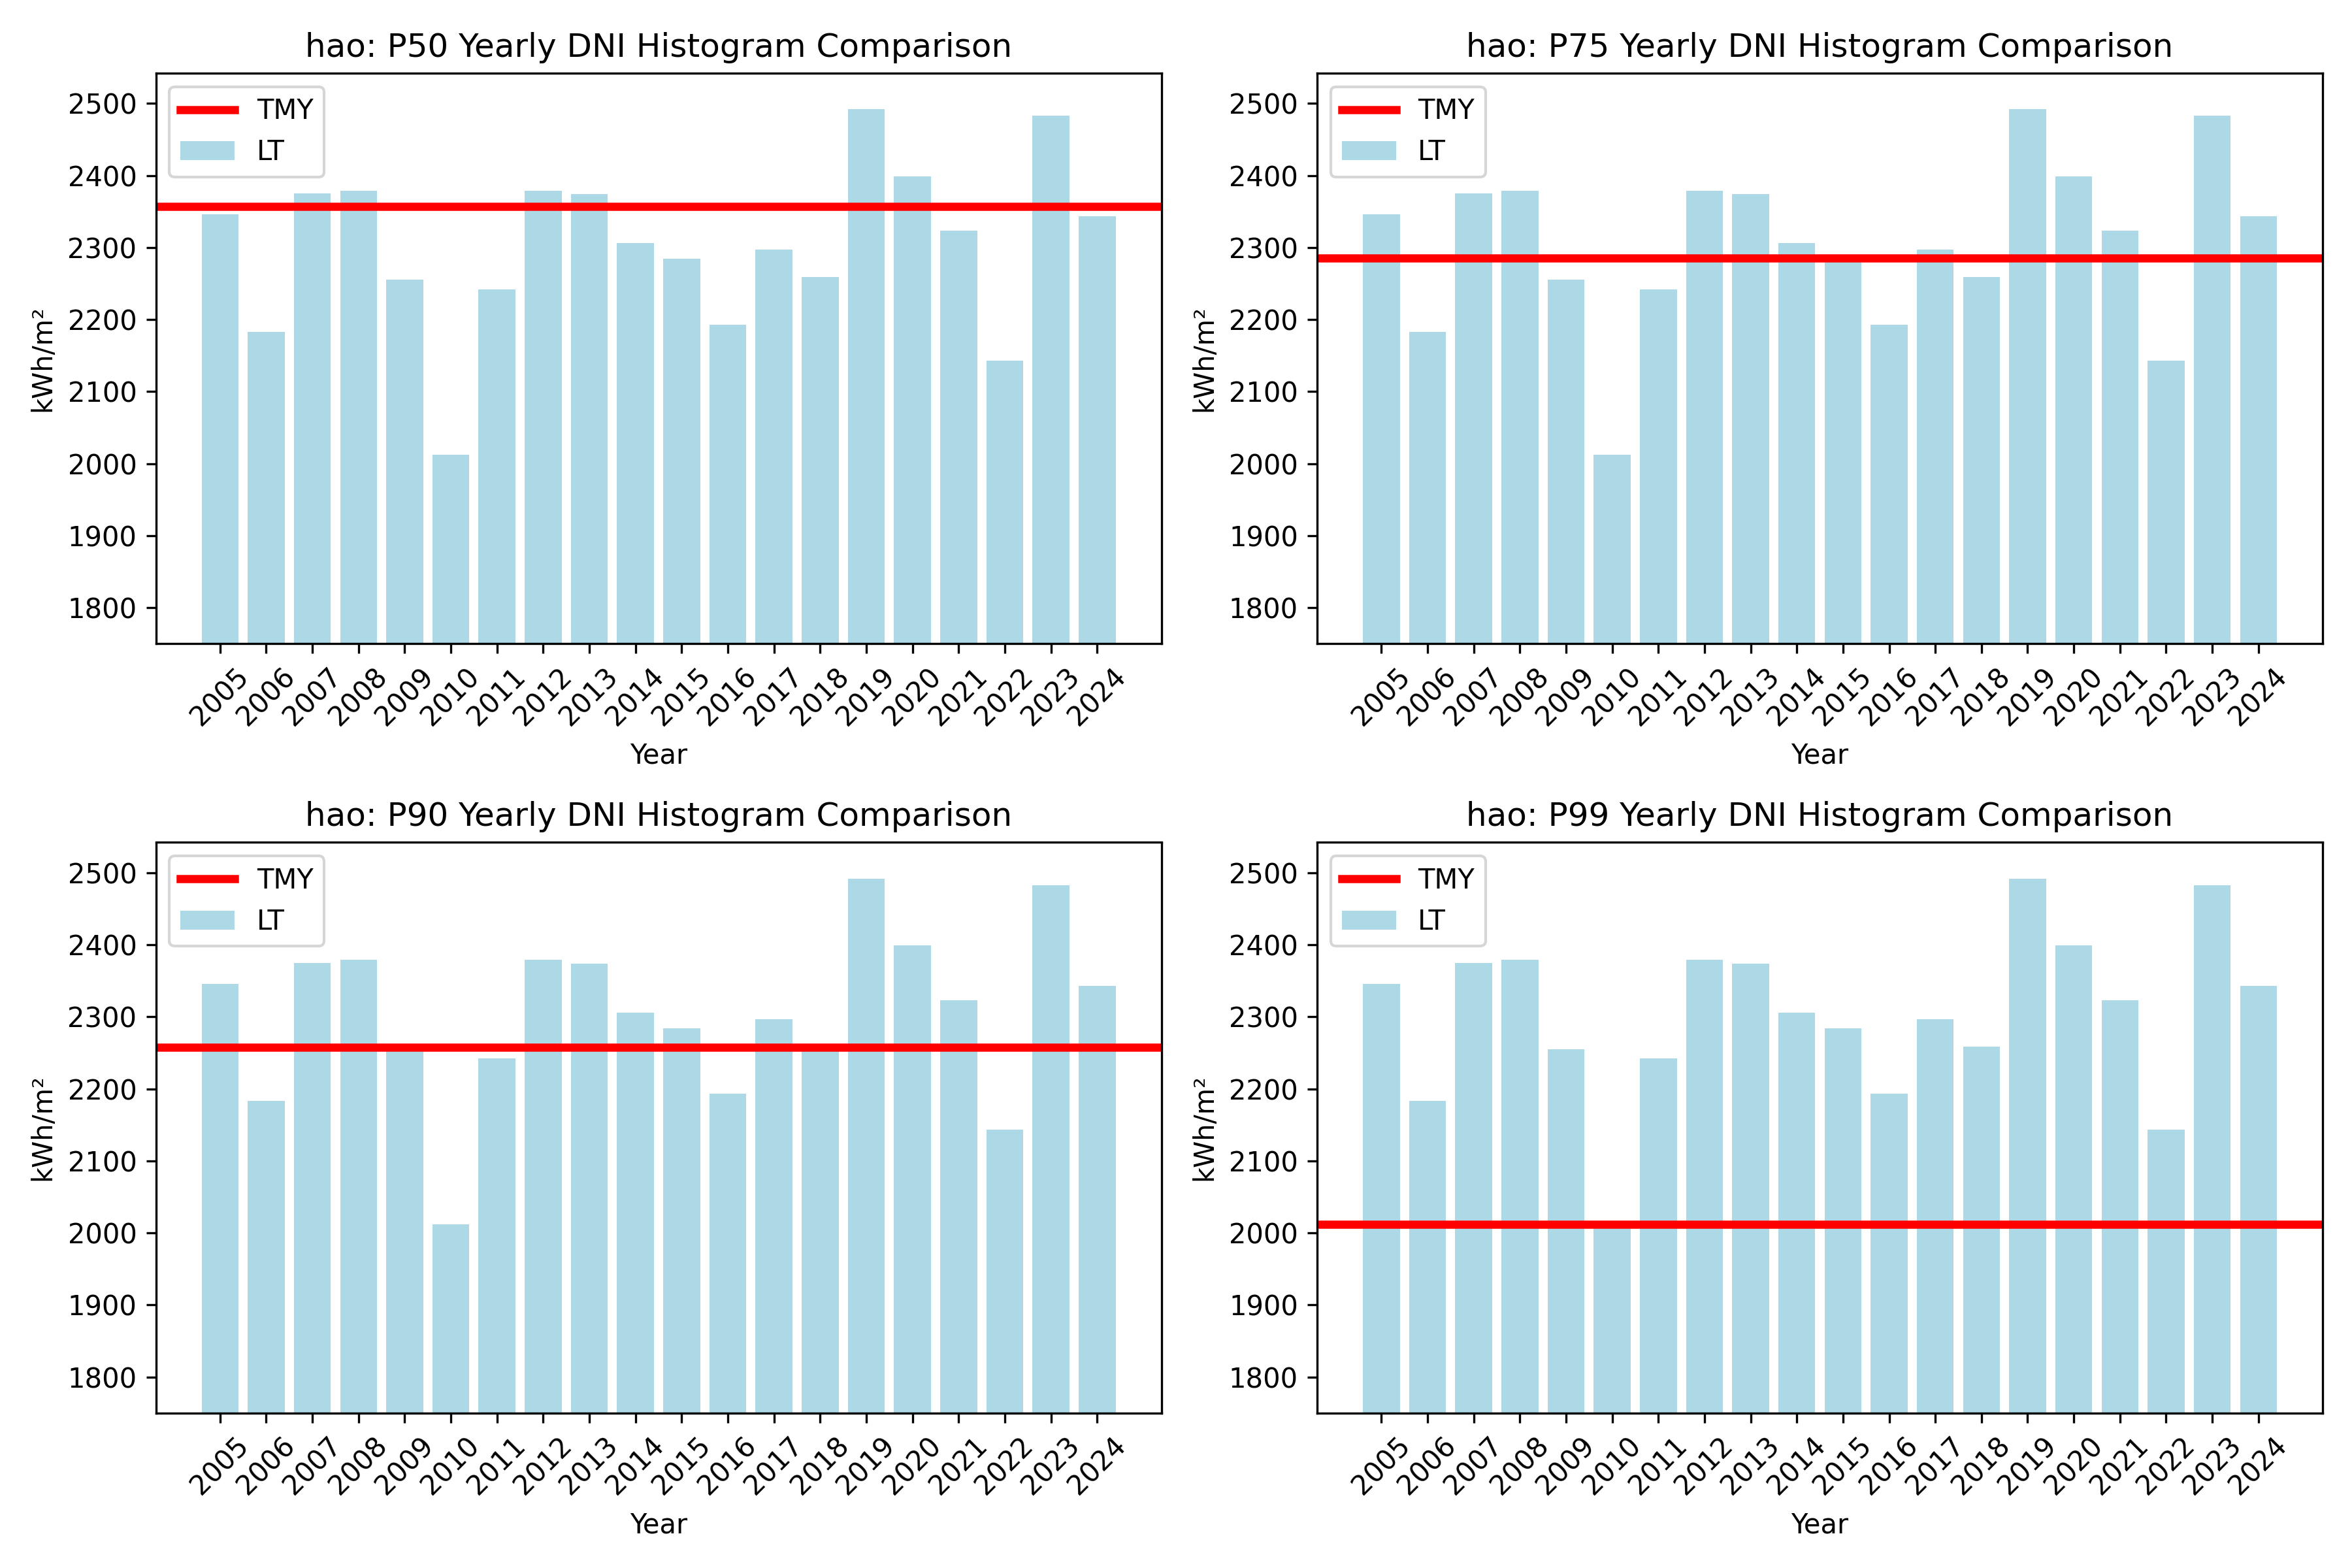 hao: P50 Yearly DNI Histogram Comparison
TMY
LT
2500
2400
2300
2200
2100
2000
1900
1800
kWh/m²
2005 2006 2007 2008 2009 2010 2011 2012 2013 2014 2015 2016 2017 2018 2019 2020 2021 2022 2023 2024
Year
hao: P75 Yearly DNI Histogram Comparison
TMY
LT
2500
2400
2300
2200
2100
2000
1900
1800
kWh/m²
2005 2006 2007 2008 2009 2010 2011 2012 2013 2014 2015 2016 2017 2018 2019 2020 2021 2022 2023 2024
Year
hao: P90 Yearly DNI Histogram Comparison
TMY
LT
2500
2400
2300
2200
2100
2000
1900
1800
kWh/m²
2005 2006 2007 2008 2009 2010 2011 2012 2013 2014 2015 2016 2017 2018 2019 2020 2021 2022 2023 2024
Year
hao: P99 Yearly DNI Histogram Comparison
TMY
LT
2500
2400
2300
2200
2100
2000
1900
1800
kWh/m²
2005 2006 2007 2008 2009 2010 2011 2012 2013 2014 2015 2016 2017 2018 2019 2020 2021 2022 2023 2024
Year